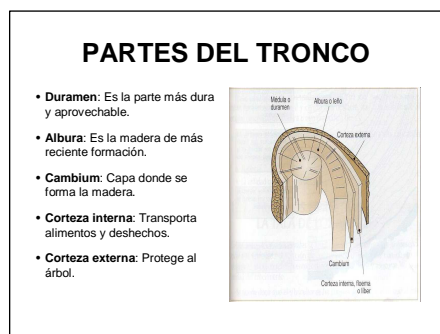 PARTES DEL TRONCO
• Duramen: Es la parte más dura
y aprovechable.
• Albura: Es la madera de más
reciente formación.
• Cambium: Capa donde se
forma la madera.
• Corteza interna: Transporta
alimentos y deshechos.
• Corteza externa: Protege al
árbol.
Médula o
duramen
Albura o leño
Corteza externa
Cambium
Corteza interna, floema
o líber